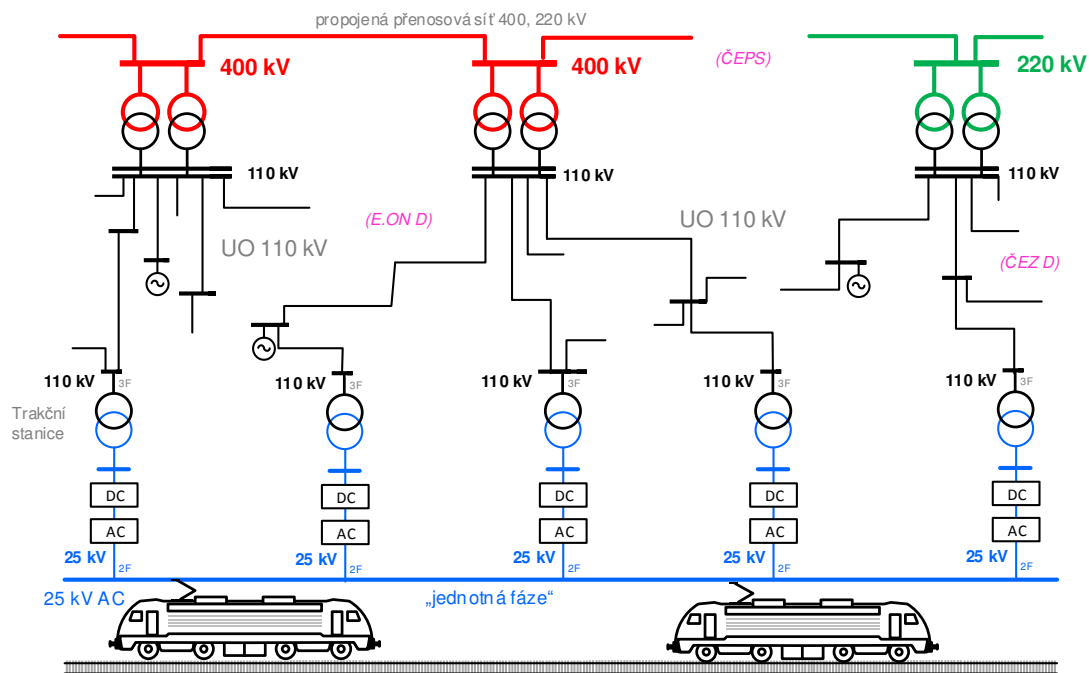 propojená přenosová síť 400, 220 kV
400 kV
400 kV
(ČEPS)
220 kV
110 kV
110 kV
110 kV
(E.ON D)
UO 110 kV
UO 110 kV
(ČEZ D)
110 kV 3F
110 kV 3F
110 kV 3F
110 kV 3F
110 kV 3F
Trakční
stanice
DC
DC
DC
DC
DC
AC
AC
AC
AC
AC
25 kV 2F
25 kV 2F
25 kV 2F
25 kV 2F
25 kV 2F
25 kV AC
„jednotná fáze“